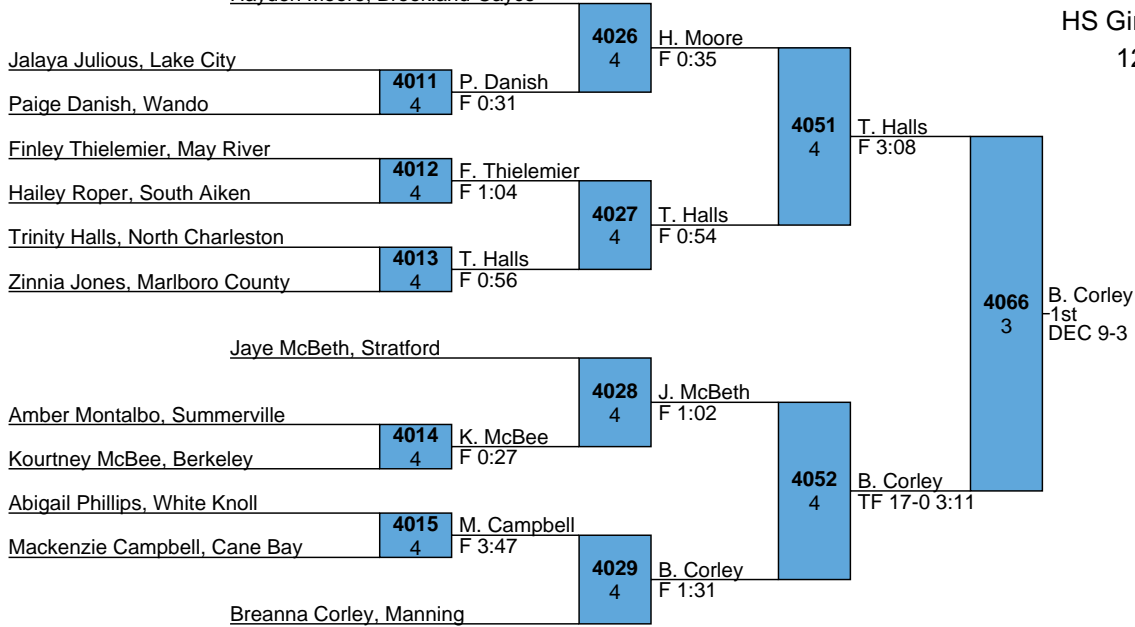 Hayden Moore, Brookland-Cayce
HS Gir
12
4026
4
H. Moore
F 0:35
Jalaya Julious, Lake City
4011
4
P. Danish
F 0:31
Paige Danish, Wando
4051
4
T. Halls
F 3:08
Finley Thielemier, May River
4012
4
F. Thielemier
F 1:04
Hailey Roper, South Aiken
4027
4
T. Halls
F 0:54
Trinity Halls, North Charleston
4013
4
T. Halls
F 0:56
Zinnia Jones, Marlboro County
4066
3
B. Corley
1st
DEC 9-3
Jaye McBeth, Stratford
4028
4
J. McBeth
F 1:02
Amber Montalbo, Summerville
4014
4
K. McBee
F 0:27
Kourtney McBee, Berkeley
4052
4
B. Corley
TF 17-0 3:11
Abigail Phillips, White Knoll
4015
4
M. Campbell
F 3:47
Mackenzie Campbell, Cane Bay
4029
4
B. Corley
F 1:31
Breanna Corley, Manning